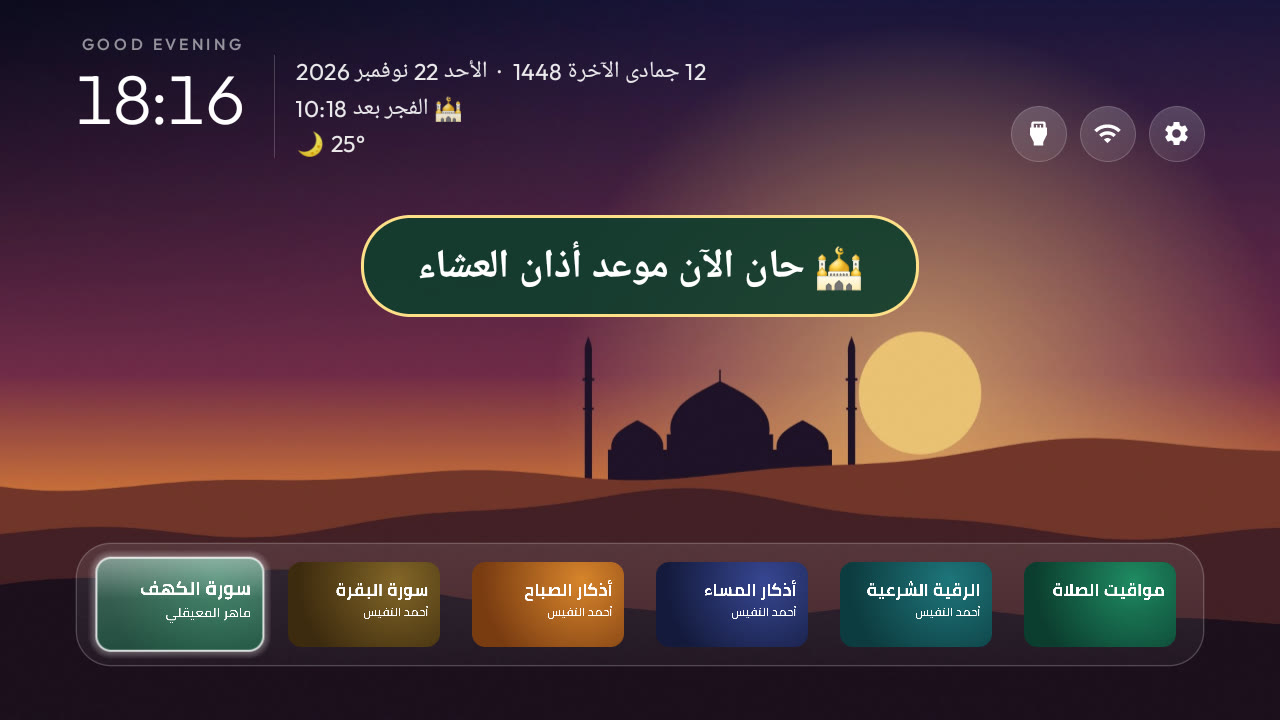 GOOD EVENING
18:16
12 جمادى الآخرة 1448 · الأحد 22 نوفمبر 2026
🕌 الفجر بعد 10:18
🌙 25°
🕌 حان الآن موعد أذان العشاء
سورة الكهف
ماهر المعيقلي
سورة البقرة
أحمد النفيس
أذكار الصباح
أحمد النفيس
أذكار المساء
أحمد النفيس
الرقية الشرعية
أحمد النفيس
مواقيت الصلاة